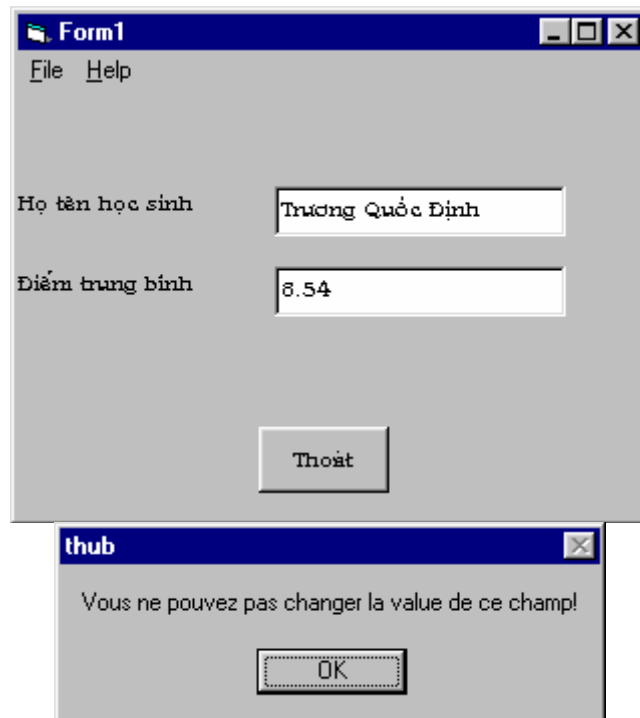 Form1
File Help
Họ tên học sinh
Trương Quốc Định
Điểm trung bình
8.54
Thoát
thub
Vous ne pouvez pas changer la value de ce champ!
OK